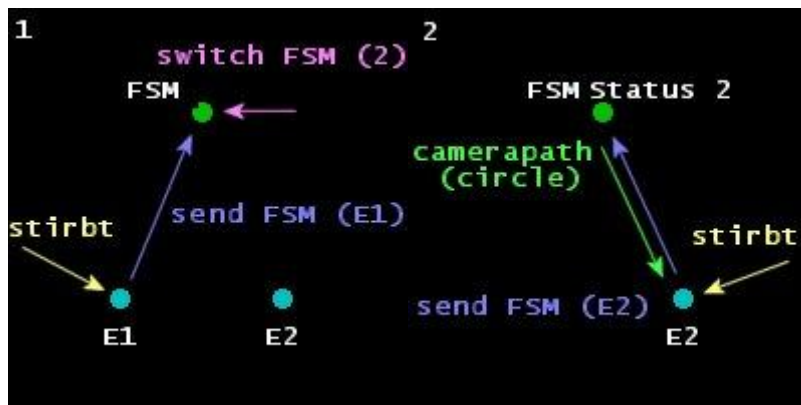 1
switch FSM (2)
FSM
send FSM (E1)
stirbt
E1
E2
2
FSM Status 2
camerapath
(circle)
stirbt
send FSM (E2)
E2